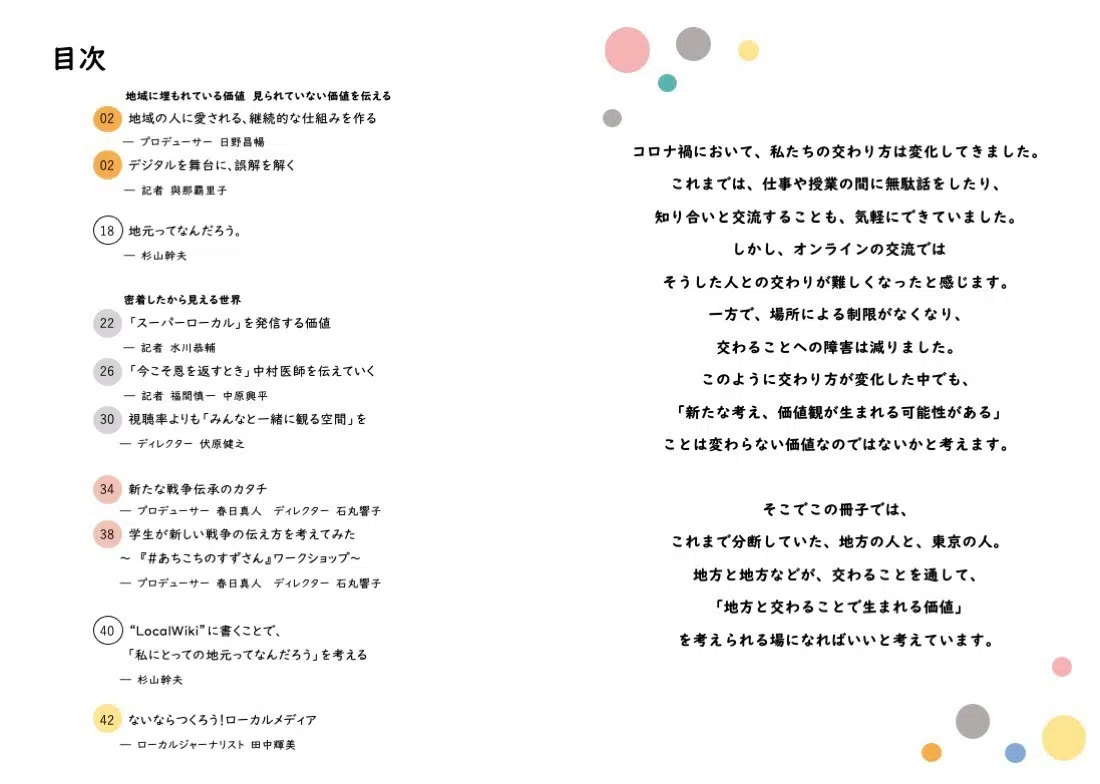 目次
地域に埋もれている価値 見られていない価値を伝える
02 地域の人に愛される、継続的な仕組みを作る
— プロデューサー 日野昌暢
02 デジタルを舞台に、誤解を解く
— 記者 與那覇里子
18 地元ってなんだろう。
— 杉山幹夫
密着したから見える世界
22 「スーパーローカル」を発信する価値
— 記者 水川恭輔
26 「今こそ恩を返すとき」中村医師を伝えていく
— 記者 福間慎一 中原興平
30 視聴率よりも「みんなと一緒に観る空間」を
— ディレクター 伏原健之
34 新たな戦争伝承のカタチ
— プロデューサー 春日真人 ディレクター 石丸響子
38 学生が新しい戦争の伝え方を考えてみた
～『#あちこちのすずさん』ワークショップ～
— プロデューサー 春日真人 ディレクター 石丸響子
40 “LocalWiki”に書くことで、
「私にとっての地元ってなんだろう」を考える
— 杉山幹夫
42 ないならつくろう!ローカルメディア
— ローカルジャーナリスト 田中輝美
コロナ禍において、私たちの交わり方は変化してきました。
これまでは、仕事や授業の間に無駄話をしたり、
知り合いと交流することも、気軽にできていました。
しかし、オンラインの交流では
そうした人との交わりが難しくなったと感じます。
一方で、場所による制限がなくなり、
交わることへの障害は減りました。
このように交わり方が変化した中でも、
「新たな考え、価値観が生まれる可能性がある」
ことは変わらない価値なのではないかと考えます。
そこでこの冊子では、
これまで分断していた、地方の人と、東京の人。
地方と地方などが、交わることを通して、
「地方と交わることで生まれる価値」
を考えられる場になればいいと考えています。